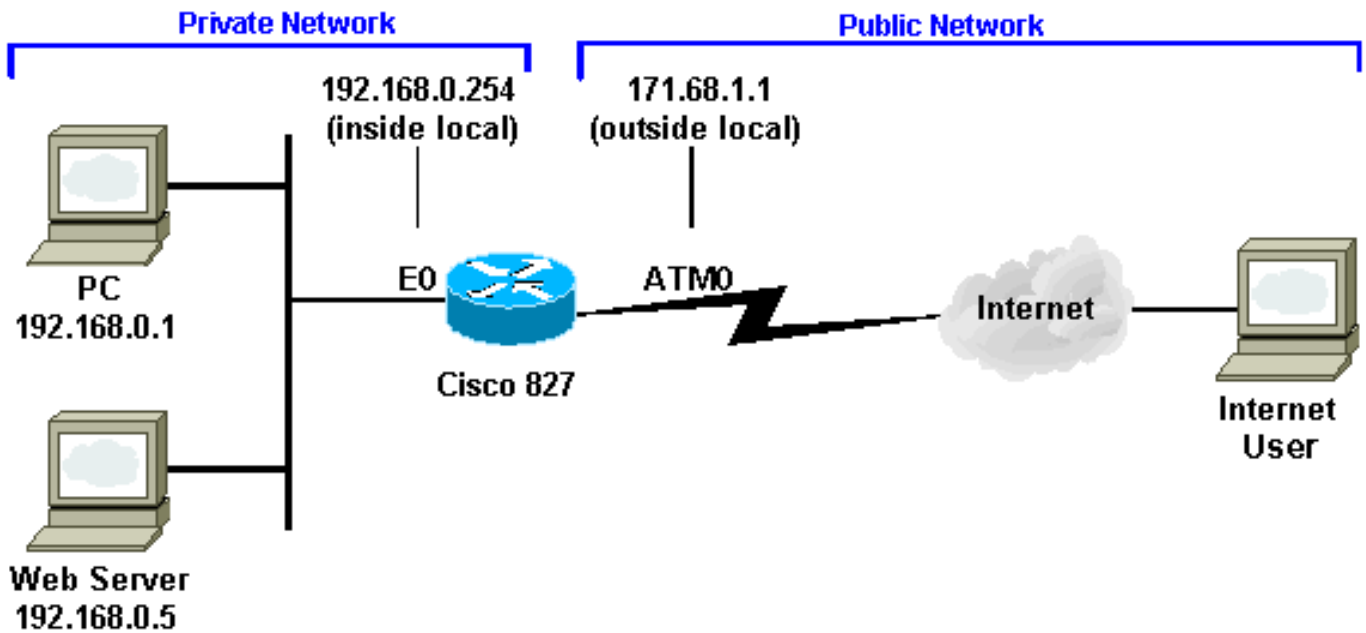 Private Network
Public Network
192.168.0.254
(inside local)
171.68.1.1
(outside local)
PC
192.168.0.1
E0
Cisco 827
ATM0
Internet
Internet
User
Web Server
192.168.0.5